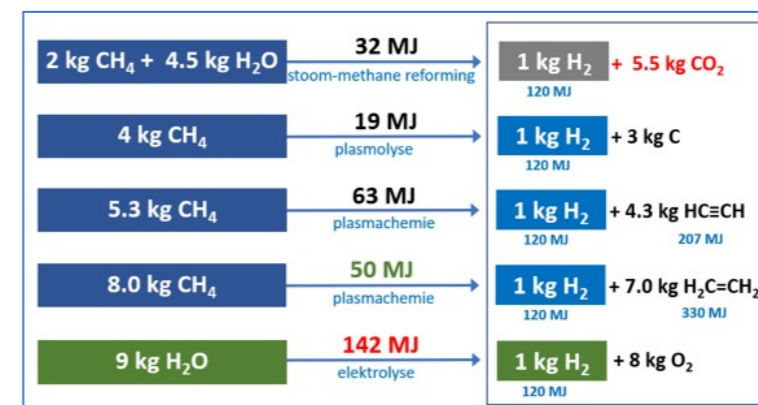 2 kg CH₄ + 4.5 kg H₂O 32 MJ stoom-methane reforming 1 kg H₂ + 5.5 kg CO₂
120 MJ
4 kg CH₄ 19 MJ plasmolyse 1 kg H₂ + 3 kg C
120 MJ
5.3 kg CH₄ 63 MJ plasmachemie 1 kg H₂ + 4.3 kg HC≡CH
120 MJ 207 MJ
8.0 kg CH₄ 50 MJ plasmachemie 1 kg H₂ + 7.0 kg H₂C=CH₂
120 MJ 330 MJ
9 kg H₂O 142 MJ elektrolyse 1 kg H₂ + 8 kg O₂
120 MJ